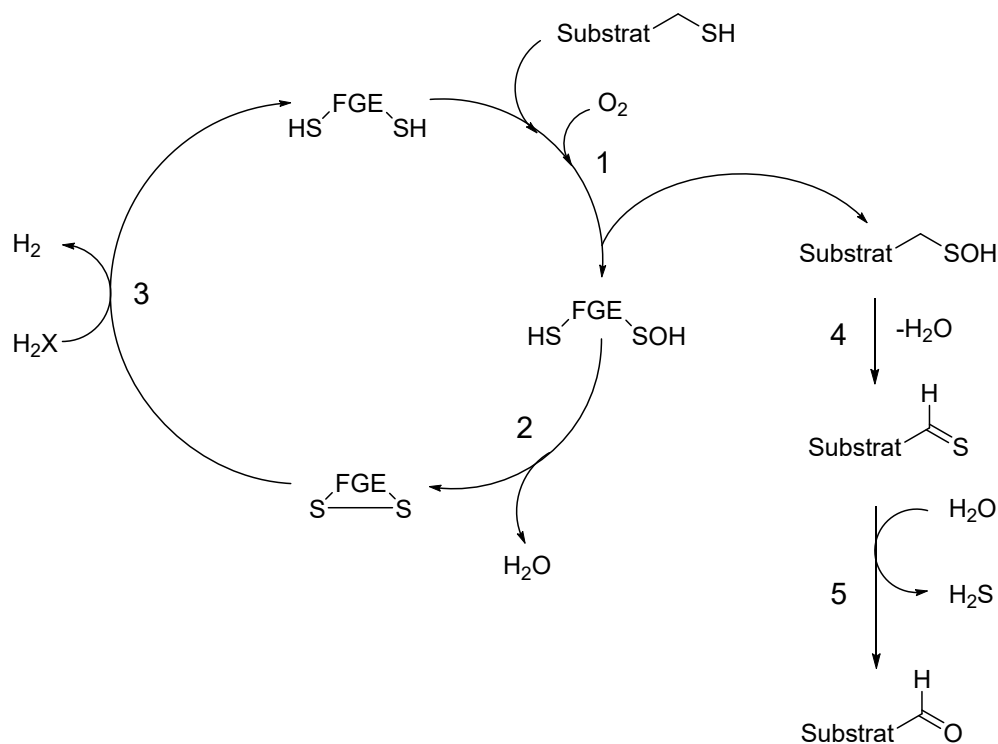 Substrat SH
FGE
HS SH
O2
1
H2
Substrat SOH
3
FGE
HS SOH
4 -H2O
H2X
H
2
Substrat S
FGE
S S
H2O
H2O
5 H2S
H
Substrat O